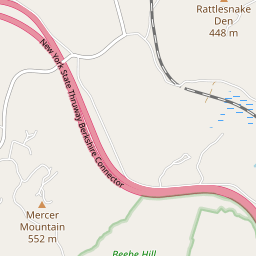 Rattlesnake
Den
448 m
New York State Thruway Berkshire Connector
Mercer
Mountain
552 m
Beebe Hill